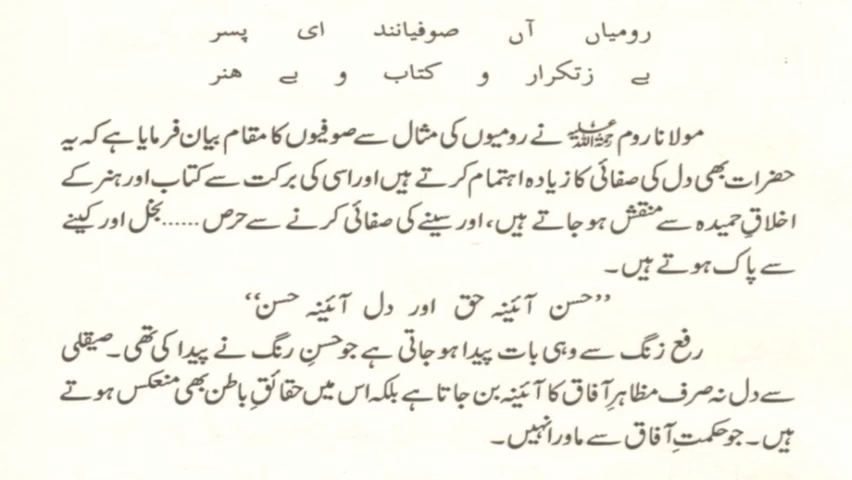 رومیاں آں صوفیانند ای پسر
بے زتکرار و کتاب و بے هنر
مولانا روم رحمۃ اللہ علیہ نے رومیوں کی مثال سے صوفیوں کا مقام بیان فرمایا ہے کہ یہ
حضرات بھی دل کی صفائی کا زیادہ اہتمام کرتے ہیں اور اسی کی برکت سے کتاب اور ہنر کے
اخلاقِ حمیدہ سے منقش ہو جاتے ہیں، اور سینے کی صفائی کرنے سے حرص...... بخل اور کینے
سے پاک ہوتے ہیں۔
”حسن آئینہ حق اور دل آئینہ حسن“
رفع زنگ سے وہی بات پیدا ہو جاتی ہے جو حسنِ رنگ نے پیدا کی تھی۔ صیقلی
سے دل نہ صرف مظاہرِ آفاق کا آئینہ بن جاتا ہے بلکہ اس میں حقائقِ باطن بھی منعکس ہوتے
ہیں۔ جو حکمتِ آفاق سے ماورا نہیں۔